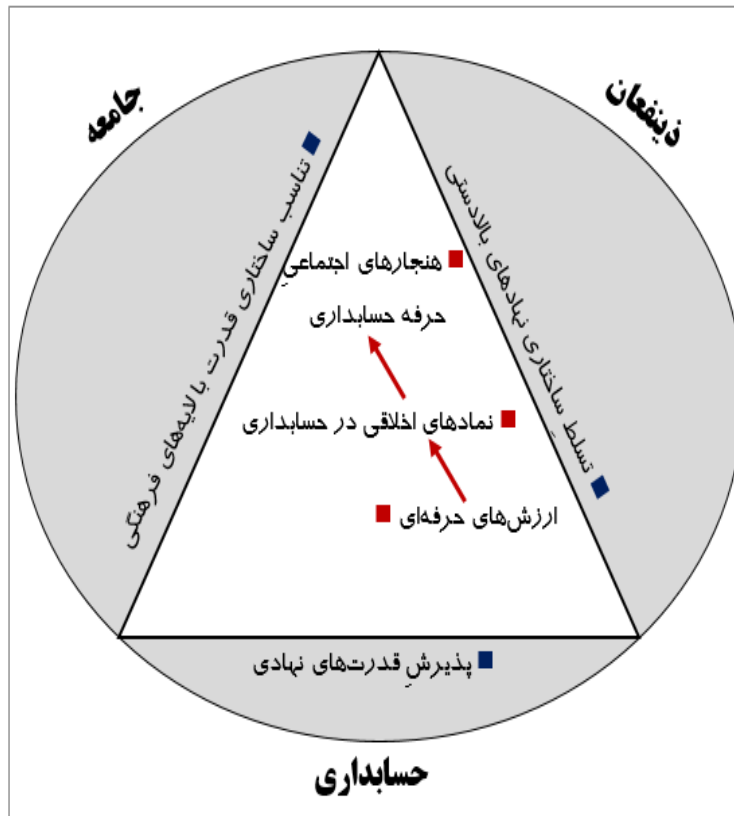 جامعه
ذینفعان
تناسب ساختاری قدرت با لایه‌های فرهنگی
تسلطِ ساختاری نهادهای بالادستی
هنجارهای اجتماعیِ
حرفه حسابداری
نمادهای اخلاقی در حسابداری
ارزش‌های حرفه‌ای
پذیرشِ قدرت‌های نهادی
حسابداری